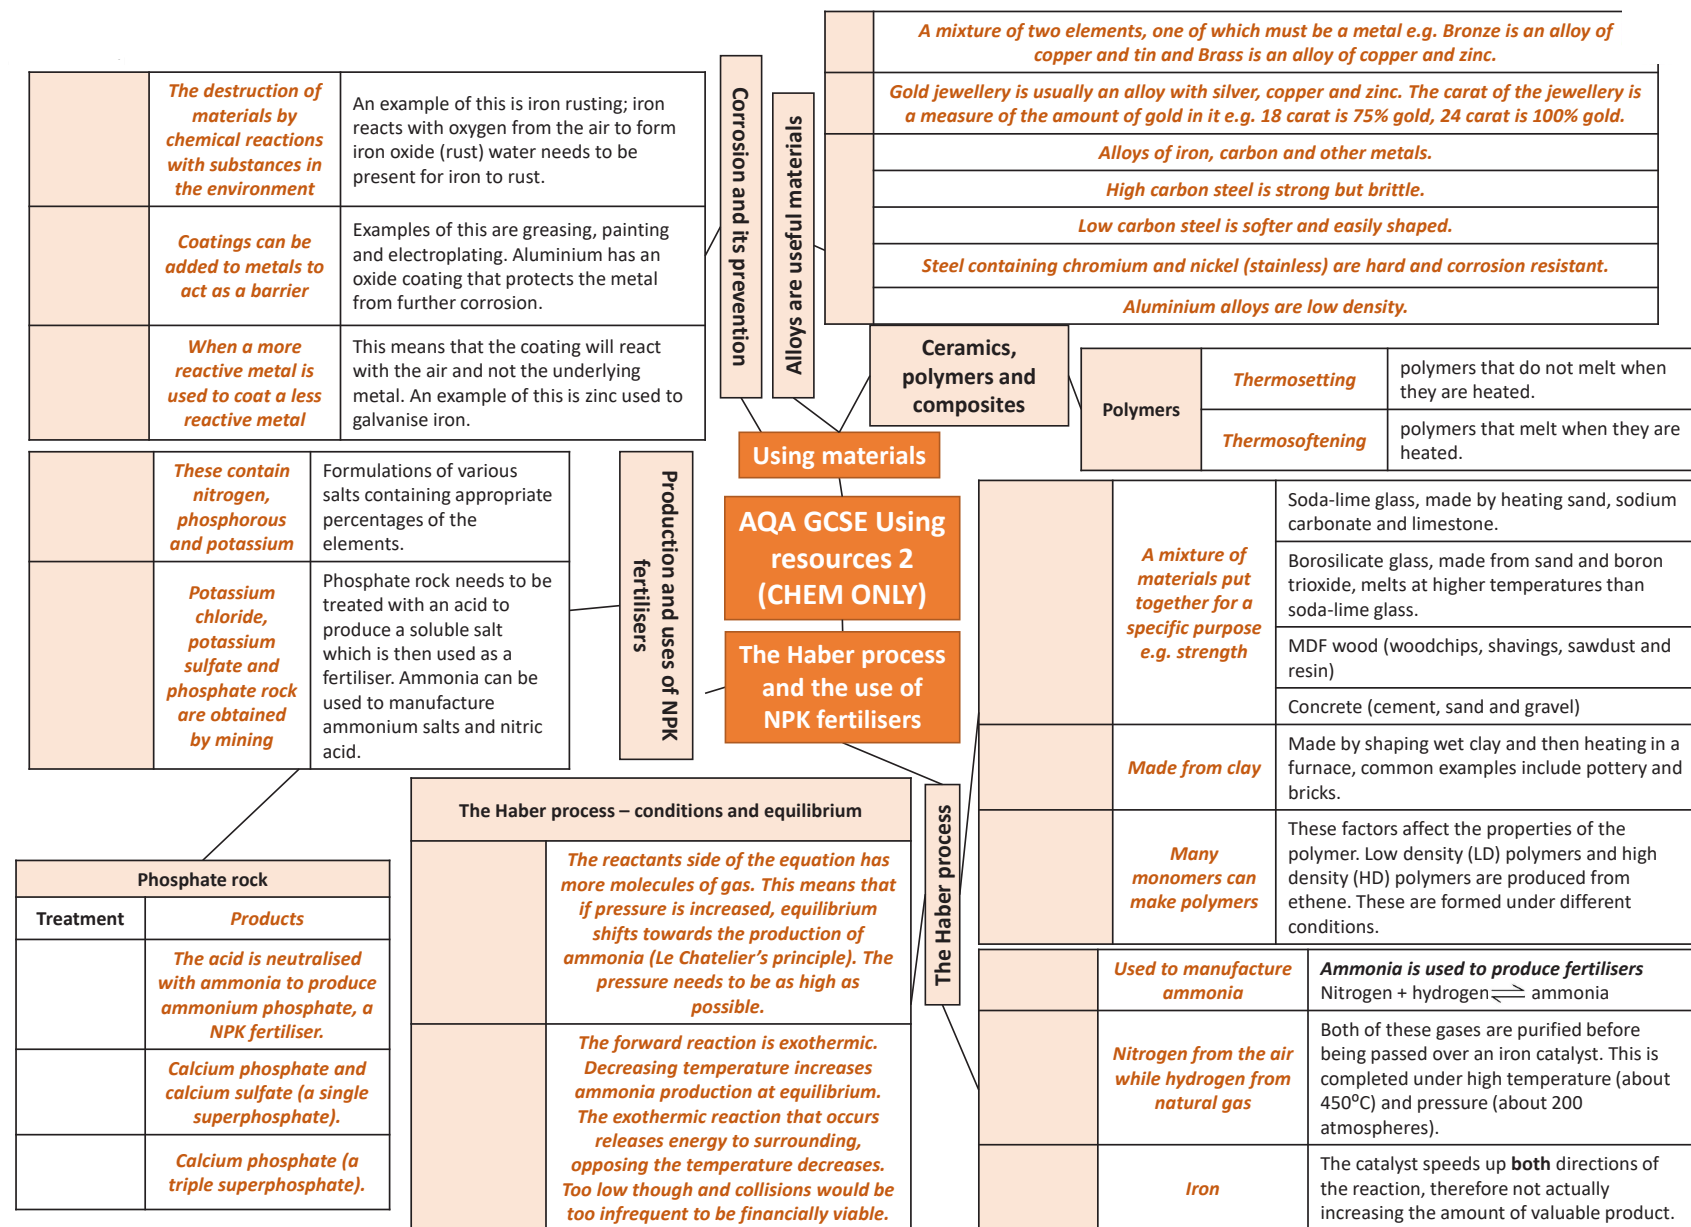 A mixture of two elements, one of which must be a metal e.g. Bronze is an alloy of
copper and tin and Brass is an alloy of copper and zinc.
Gold jewellery is usually an alloy with silver, copper and zinc. The carat of the jewellery is
a measure of the amount of gold in it e.g. 18 carat is 75% gold, 24 carat is 100% gold.
Alloys of iron, carbon and other metals.
High carbon steel is strong but brittle.
Low carbon steel is softer and easily shaped.
Steel containing chromium and nickel (stainless) are hard and corrosion resistant.
Aluminium alloys are low density.
Alloys are useful materials
Corrosion and its prevention
The destruction of
materials by
chemical reactions
with substances in
the environment
An example of this is iron rusting; iron
reacts with oxygen from the air to form
iron oxide (rust) water needs to be
present for iron to rust.
Coatings can be
added to metals to
act as a barrier
Examples of this are greasing, painting
and electroplating. Aluminium has an
oxide coating that protects the metal
from further corrosion.
When a more
reactive metal is
used to coat a less
reactive metal
This means that the coating will react
with the air and not the underlying
metal. An example of this is zinc used to
galvanise iron.
Ceramics,
polymers and
composites
Polymers
Thermosetting
polymers that do not melt when
they are heated.
Thermosoftening
polymers that melt when they are
heated.
Using materials
AQA GCSE Using
resources 2
(CHEM ONLY)
The Haber process
and the use of
NPK fertilisers
Production and uses of NPK
fertilisers
These contain
nitrogen,
phosphorous
and potassium
Formulations of various
salts containing appropriate
percentages of the
elements.
Potassium
chloride,
potassium
sulfate and
phosphate rock
are obtained
by mining
Phosphate rock needs to be
treated with an acid to
produce a soluble salt
which is then used as a
fertiliser. Ammonia can be
used to manufacture
ammonium salts and nitric
acid.
A mixture of
materials put
together for a
specific purpose
e.g. strength
Soda-lime glass, made by heating sand, sodium
carbonate and limestone.
Borosilicate glass, made from sand and boron
trioxide, melts at higher temperatures than
soda-lime glass.
MDF wood (woodchips, shavings, sawdust and
resin)
Concrete (cement, sand and gravel)
Made from clay
Made by shaping wet clay and then heating in a
furnace, common examples include pottery and
bricks.
Many
monomers can
make polymers
These factors affect the properties of the
polymer. Low density (LD) polymers and high
density (HD) polymers are produced from
ethene. These are formed under different
conditions.
Phosphate rock
Treatment
Products
The acid is neutralised
with ammonia to produce
ammonium phosphate, a
NPK fertiliser.
Calcium phosphate and
calcium sulfate (a single
superphosphate).
Calcium phosphate (a
triple superphosphate).
The Haber process – conditions and equilibrium
The reactants side of the equation has
more molecules of gas. This means that
if pressure is increased, equilibrium
shifts towards the production of
ammonia (Le Chatelier’s principle). The
pressure needs to be as high as
possible.
The forward reaction is exothermic.
Decreasing temperature increases
ammonia production at equilibrium.
The exothermic reaction that occurs
releases energy to surrounding,
opposing the temperature decreases.
Too low though and collisions would be
too infrequent to be financially viable.
The Haber process
Used to manufacture
ammonia
Ammonia is used to produce fertilisers
Nitrogen + hydrogen ⇌ ammonia
Nitrogen from the air
while hydrogen from
natural gas
Both of these gases are purified before
being passed over an iron catalyst. This is
completed under high temperature (about
450⁰C) and pressure (about 200
atmospheres).
Iron
The catalyst speeds up both directions of
the reaction, therefore not actually
increasing the amount of valuable product.